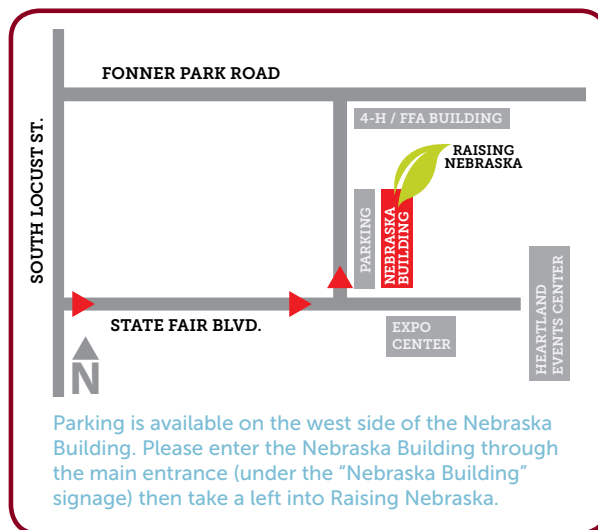 FONNER PARK ROAD
SOUTH LOCUST ST.
4-H / FFA BUILDING
RAISING
NEBRASKA
PARKING
NEBRASKA
BUILDING
STATE FAIR BLVD.
EXPO
CENTER
HEARTLAND
EVENTS CENTER
N
Parking is available on the west side of the Nebraska
Building. Please enter the Nebraska Building through
the main entrance (under the “Nebraska Building”
signage) then take a left into Raising Nebraska.